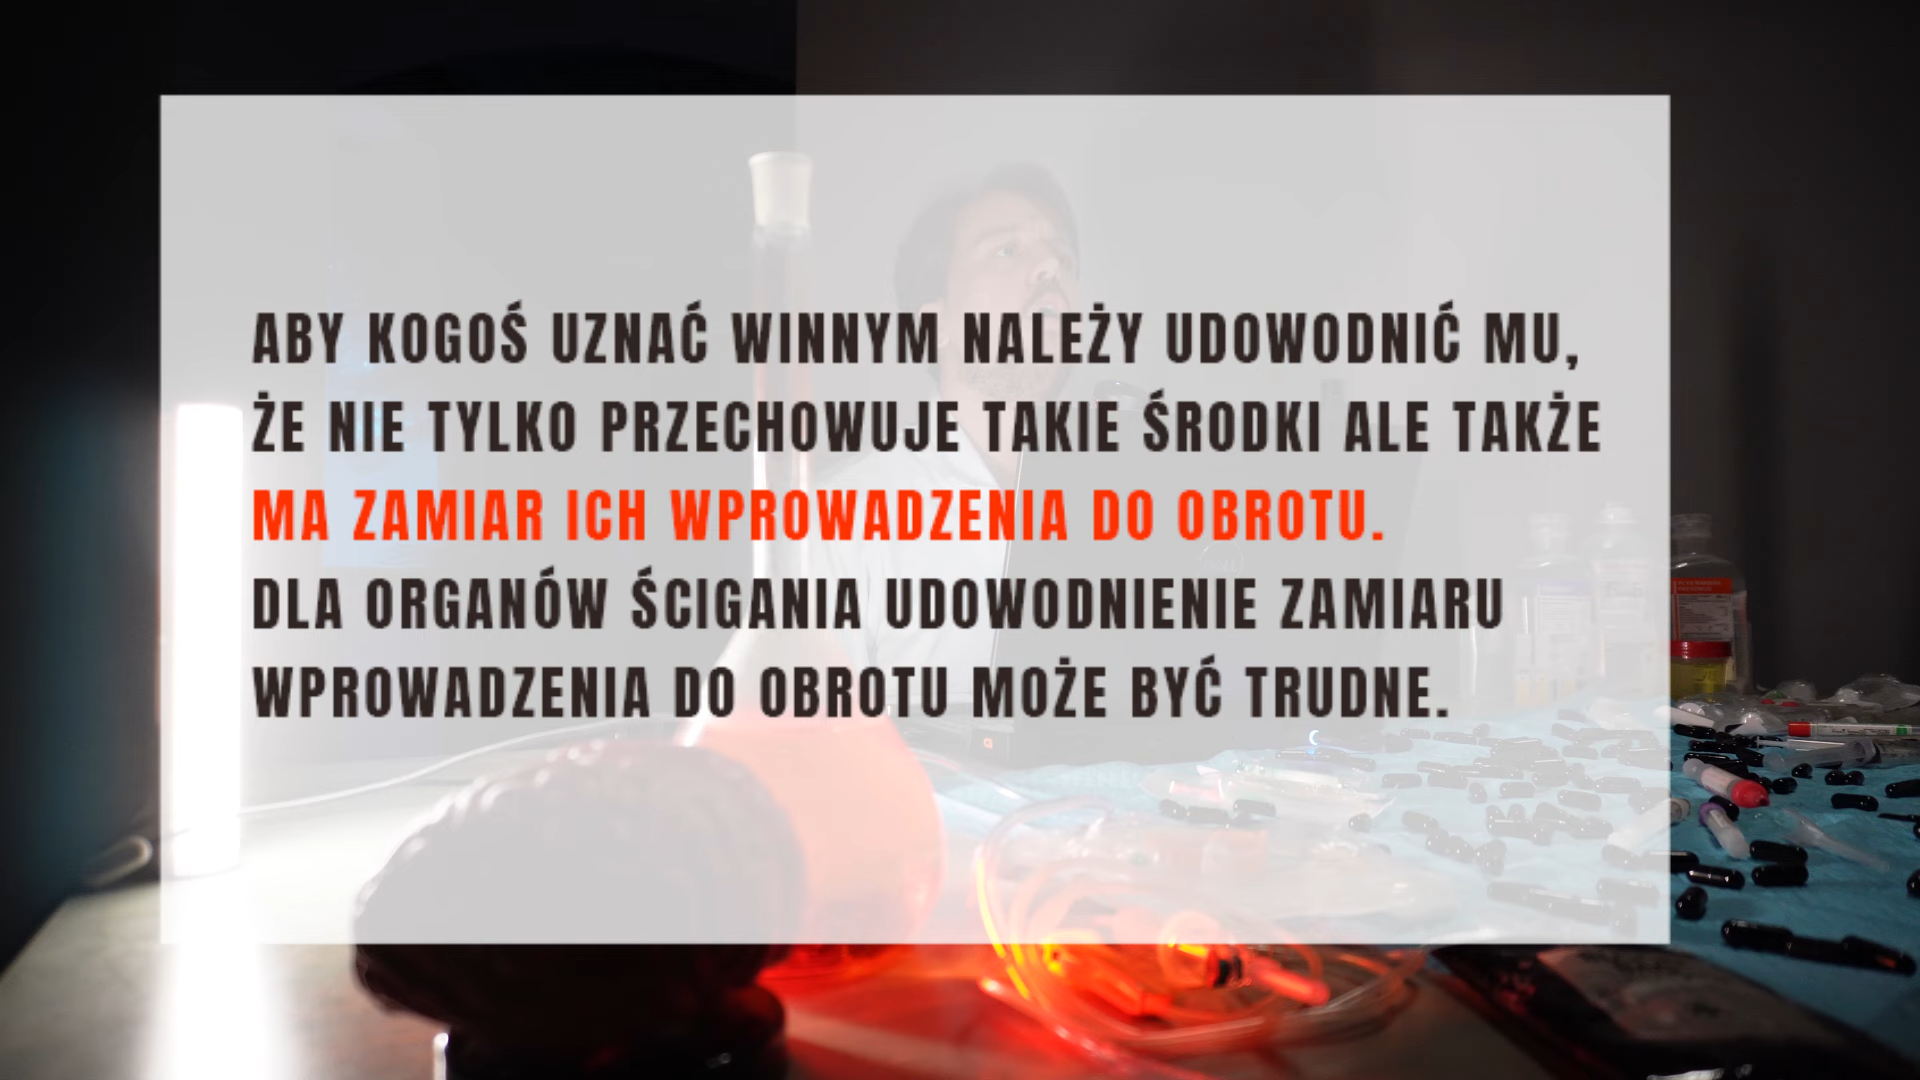 ABY KOGOŚ UZNAĆ WINNYM NALEŻY UDOWODNIĆ MU,
ŻE NIE TYLKO PRZECHOWUJE TAKIE ŚRODKI ALE TAKŻE
MA ZAMIAR ICH WPROWADZENIA DO OBROTU.
DLA ORGANÓW ŚCIGANIA UDOWODNIENIE ZAMIARU
WPROWADZENIA DO OBROTU MOŻE BYĆ TRUDNE.